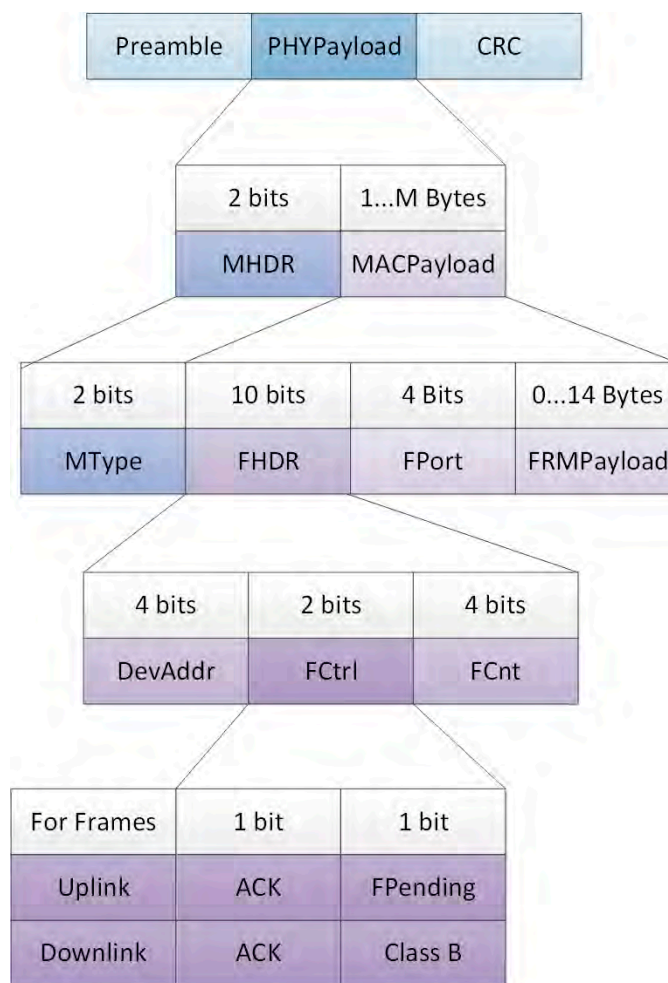 Preamble PHYPayload CRC
2 bits 1...M Bytes
MHDR MACPayload
2 bits 10 bits 4 Bits 0...14 Bytes
MType FHDR FPort FRMPayload
4 bits 2 bits 4 bits
DevAddr FCtrl FCnt
For Frames 1 bit 1 bit
Uplink ACK FPending
Downlink ACK Class B